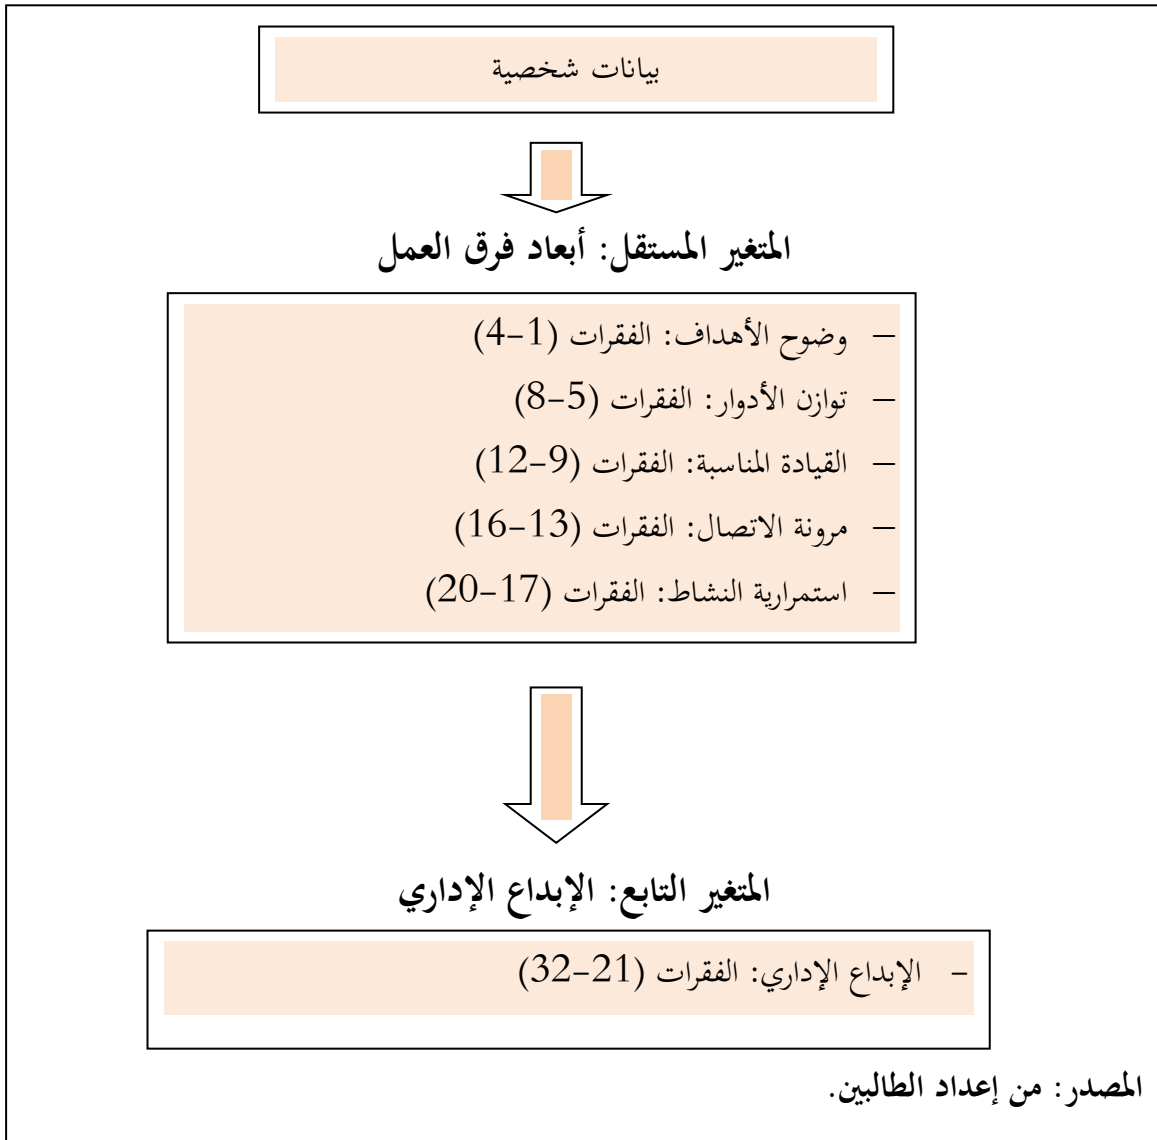 بيانات شخصية
المتغير المستقل: أبعاد فرق العمل
– وضوح الأهداف: الفقرات (1–4)
– توازن الأدوار: الفقرات (5–8)
– القيادة المناسبة: الفقرات (9–12)
– مرونة الاتصال: الفقرات (13–16)
– استمرارية النشاط: الفقرات (17–20)
المتغير التابع: الإبداع الإداري
- الإبداع الإداري: الفقرات (21–32)
المصدر: من إعداد الطالبين.